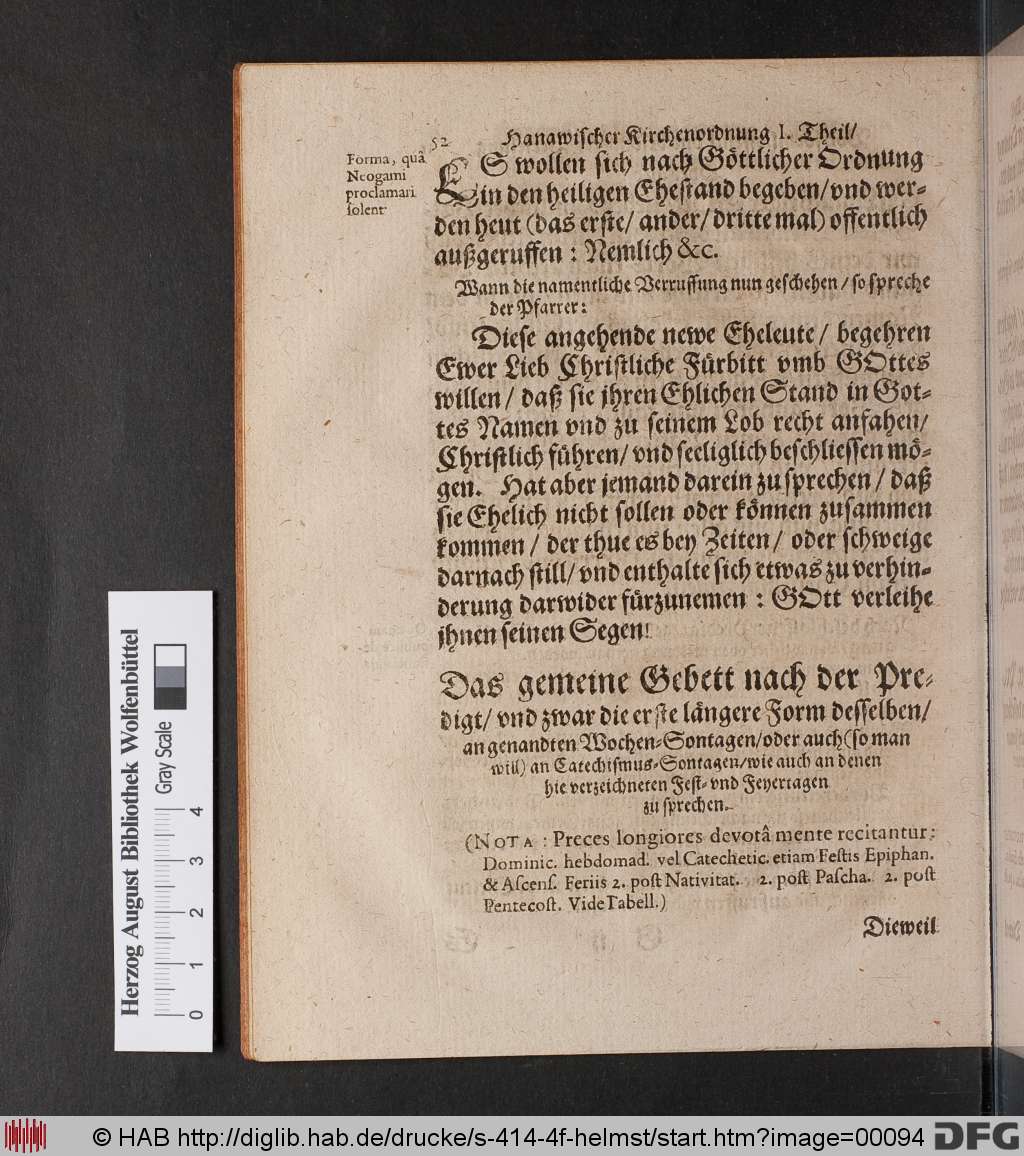 52 Hanawischer Kirchenordnung I. Theil/
Forma, quâ
Neogami
proclamari
solent.
ES wollen sich nach Göttlicher Ordnung
in den heiligen Ehestand begeben/ vnd wer-
den heut (das erste/ ander/ dritte mal) offentlich
außgeruffen : Nemlich &c.
Wann die namentliche Verruffung nun geschehen / so spreche
der Pfarrer:
Diese angehende newe Eheleute / begehren
Ewer Lieb Christliche Fürbitt vmb GOttes
willen / daß sie jhren Ehlichen Stand in Got-
tes Namen vnd zu seinem Lob recht anfahen/
Christlich führen/ vnd seeliglich beschliessen mö-
gen. Hat aber jemand darein zu sprechen / daß
sie Ehelich nicht sollen oder können zusammen
kommen / der thue es bey Zeiten / oder schweige
darnach still/ vnd enthalte sich etwas zu verhin-
derung darwider fürzunemen : GOtt verleihe
jhnen seinen Segen!
Das gemeine Gebett nach der Pre-
digt/ vnd zwar die erste längere Form desselben/
an genandten Wochen-Sontagen/oder auch (so man
will) an Catechismus-Sontagen/wie auch an denen
hie verzeichneten Fest- vnd Feyertagen
zu sprechen.
(NOTA : Preces longiores devotâ mente recitantur:
Dominic. hebdomad. vel Catechetic. etiam Festis Epiphan.
& Ascens. Feriis 2. post Nativitat. 2. post Pascha. 2. post
Pentecost. Vide Tabell.)
Dieweil
Herzog August Bibliothek Wolfenbüttel
Gray Scale
0 1 2 3 4
© HAB http://diglib.hab.de/drucke/s-414-4f-helmst/start.htm?image=00094
DFG